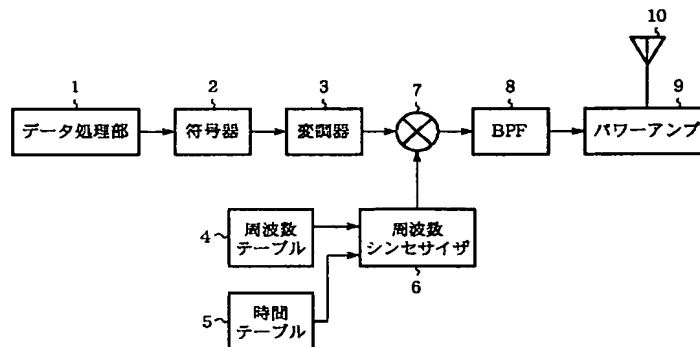 10
1
2
3
7
8
9
データ処理部
符号器
変調器
BPF
パワーアンプ
4
周波数
テーブル
周波数
シンセサイザ
6
5
時間
テーブル